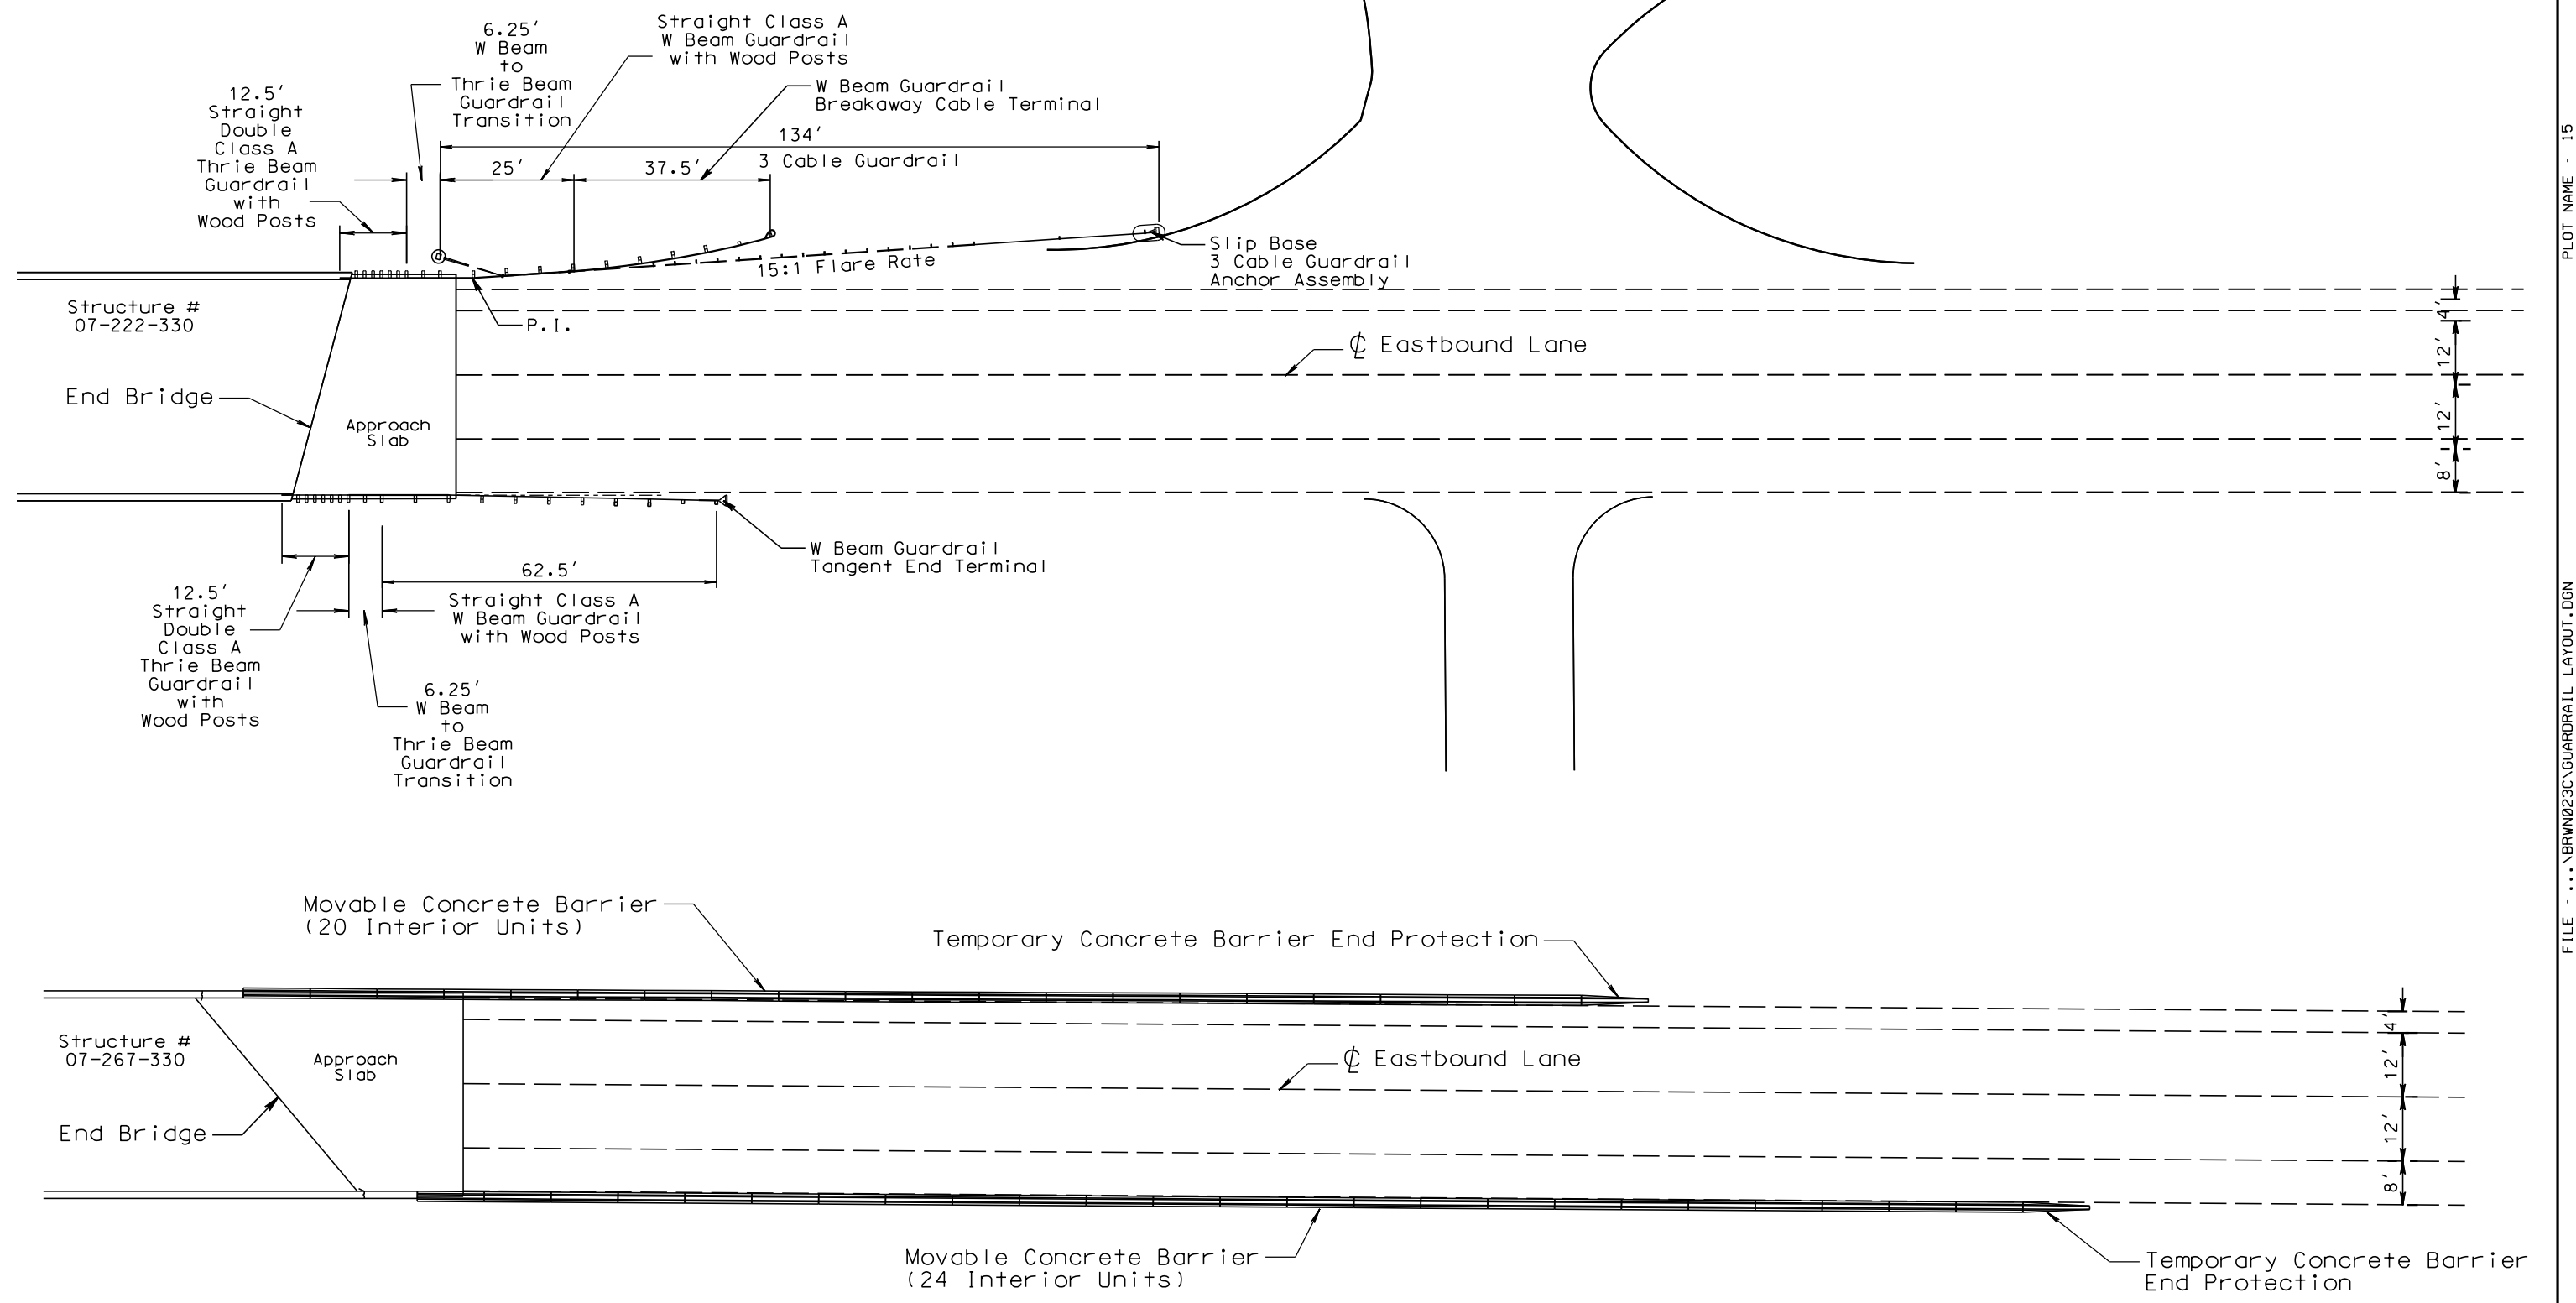 6.25′
W Beam
to
Thrie Beam
Guardrail
Transition
Straight Class A
W Beam Guardrail
with Wood Posts
W Beam Guardrail
Breakaway Cable Terminal
12.5′
Straight
Double
Class A
Thrie Beam
Guardrail
with
Wood Posts
134′
3 Cable Guardrail
25′
37.5′
15:1 Flare Rate
Slip Base
3 Cable Guardrail
Anchor Assembly
Structure #
07-222-330
P.I.
℄ Eastbound Lane
End Bridge
Approach
Slab
4′
12′
12′
8′
W Beam Guardrail
Tangent End Terminal
62.5′
Straight Class A
W Beam Guardrail
with Wood Posts
12.5′
Straight
Double
Class A
Thrie Beam
Guardrail
with
Wood Posts
6.25′
W Beam
to
Thrie Beam
Guardrail
Transition
Movable Concrete Barrier
(20 Interior Units)
Temporary Concrete Barrier End Protection
Structure #
07-267-330
Approach
Slab
℄ Eastbound Lane
End Bridge
4′
12′
12′
8′
Movable Concrete Barrier
(24 Interior Units)
Temporary Concrete Barrier
End Protection
PLOT NAME - 15
FILE - ...\BRWN023C\GUARDRAIL LAYOUT.DGN